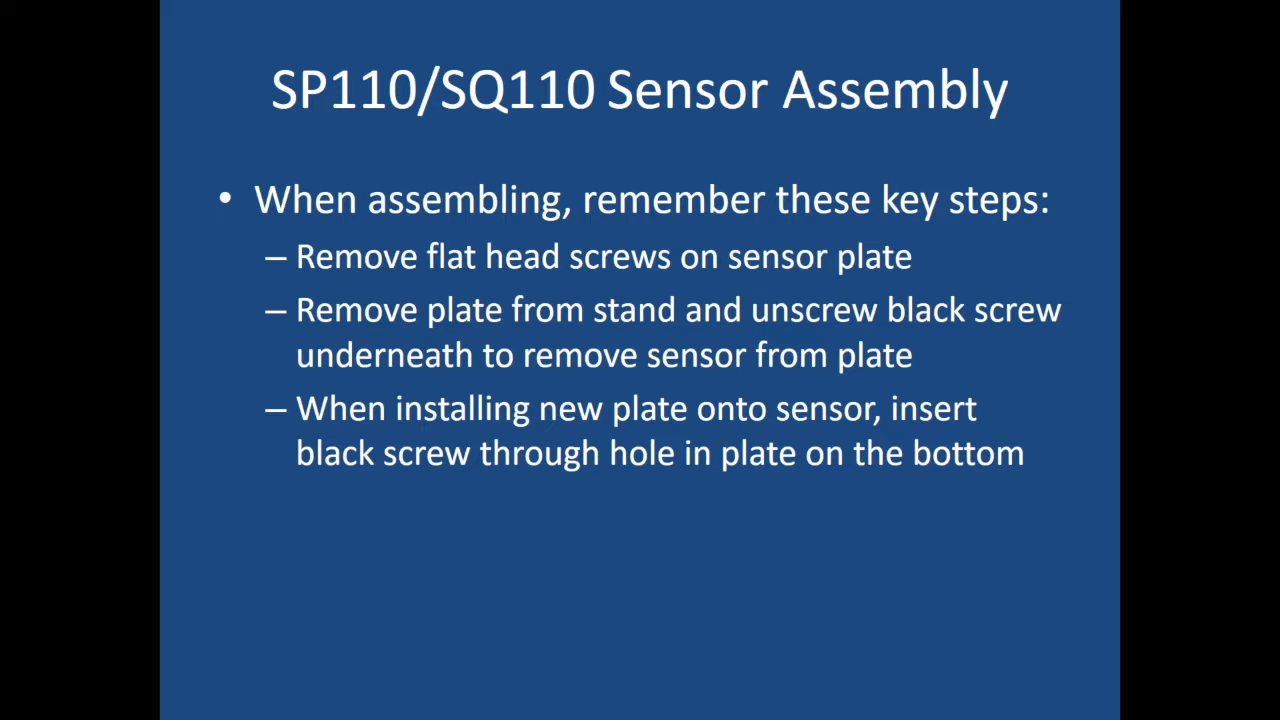 SP110/SQ110 Sensor Assembly
• When assembling, remember these key steps:
– Remove flat head screws on sensor plate
– Remove plate from stand and unscrew black screw
underneath to remove sensor from plate
– When installing new plate onto sensor, insert
black screw through hole in plate on the bottom